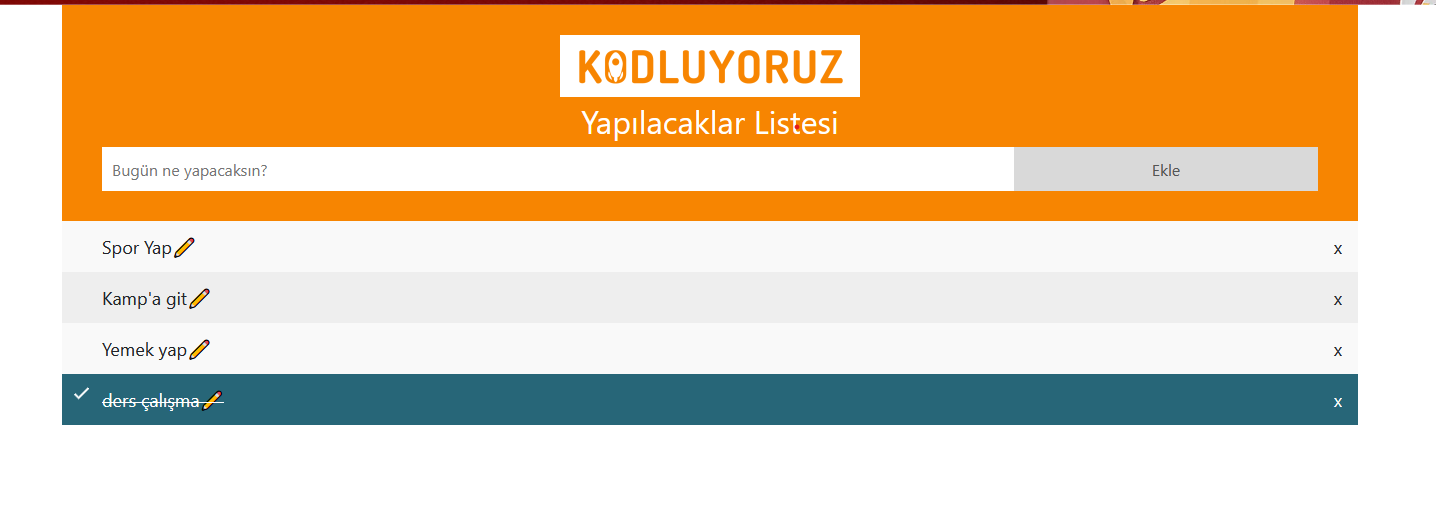 KODLUYORUZ
Yapılacaklar Listesi
Bugün ne yapacaksın? Ekle
Spor Yap x
Kamp'a git x
Yemek yap x
ders çalışma x